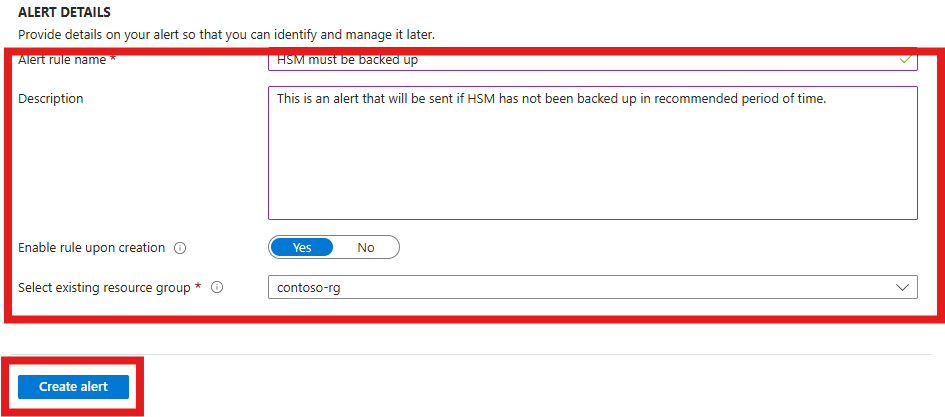 ALERT DETAILS
Provide details on your alert so that you can identify and manage it later.
Alert rule name *
HSM must be backed up
Description
This is an alert that will be sent if HSM has not been backed up in recommended period of time.
Enable rule upon creation
Yes No
Select existing resource group *
contoso-rg
Create alert